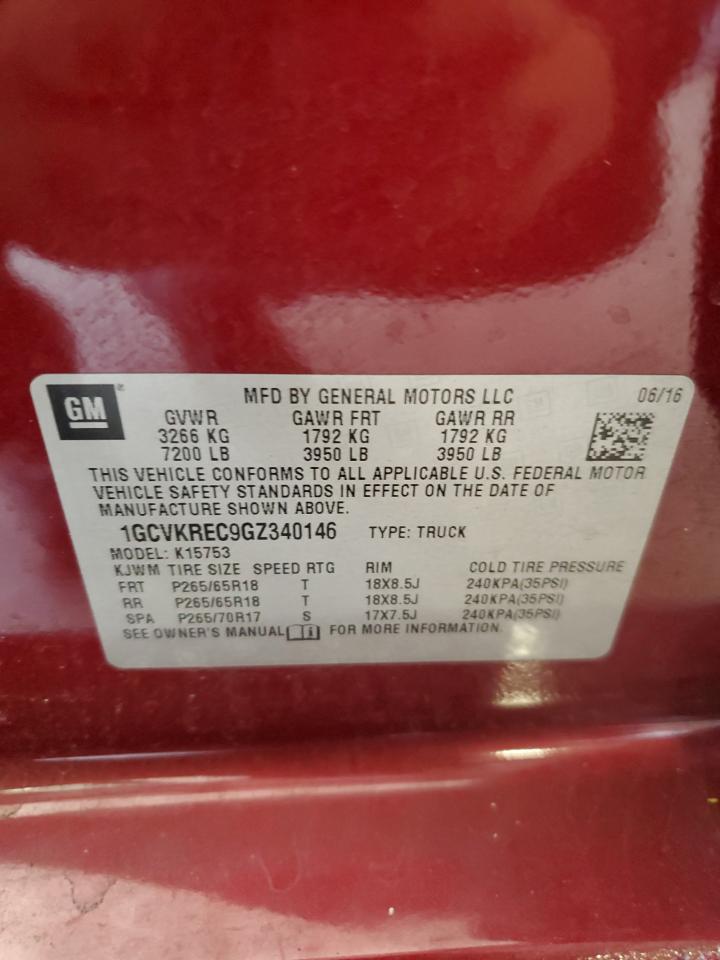 GM
MFD BY GENERAL MOTORS LLC 06/16
GVWR GAWR FRT GAWR RR
3266 KG 1792 KG 1792 KG
7200 LB 3950 LB 3950 LB
THIS VEHICLE CONFORMS TO ALL APPLICABLE U.S. FEDERAL MOTOR
VEHICLE SAFETY STANDARDS IN EFFECT ON THE DATE OF
MANUFACTURE SHOWN ABOVE.
1GCVKREC9GZ340146 TYPE: TRUCK
MODEL: K15753
KJWM TIRE SIZE SPEED RTG RIM COLD TIRE PRESSURE
FRT P265/65R18 T 18X8.5J 240KPA(35PSI)
RR P265/65R18 T 18X8.5J 240KPA(35PSI)
SPA P265/70R17 S 17X7.5J 240KPA(35PSI)
SEE OWNER'S MANUAL FOR MORE INFORMATION.